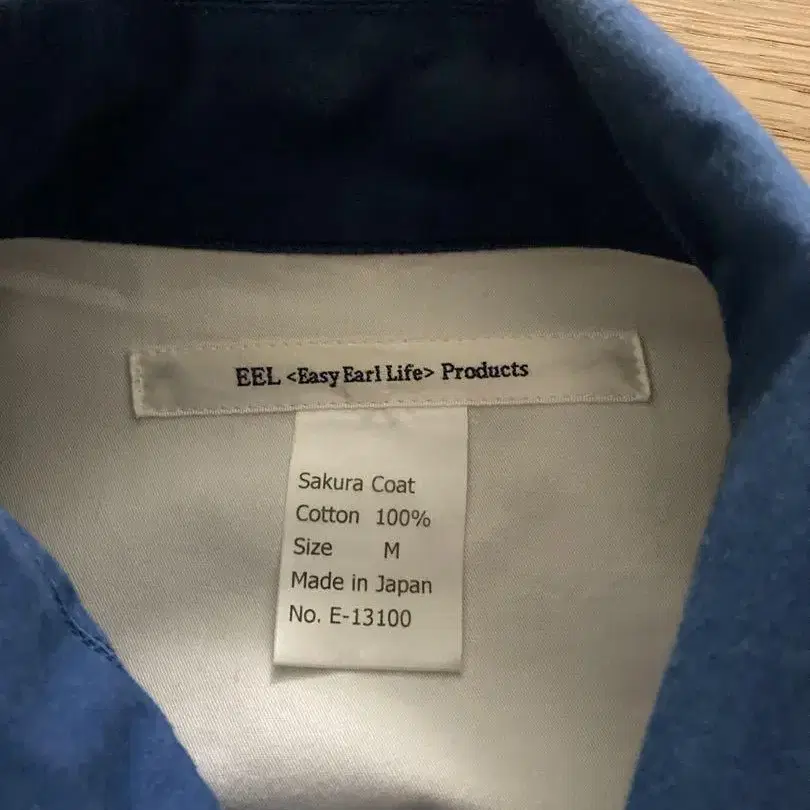 EEL <Easy Earl Life> Products
Sakura Coat
Cotton 100%
Size M
Made in Japan
No. E-13100